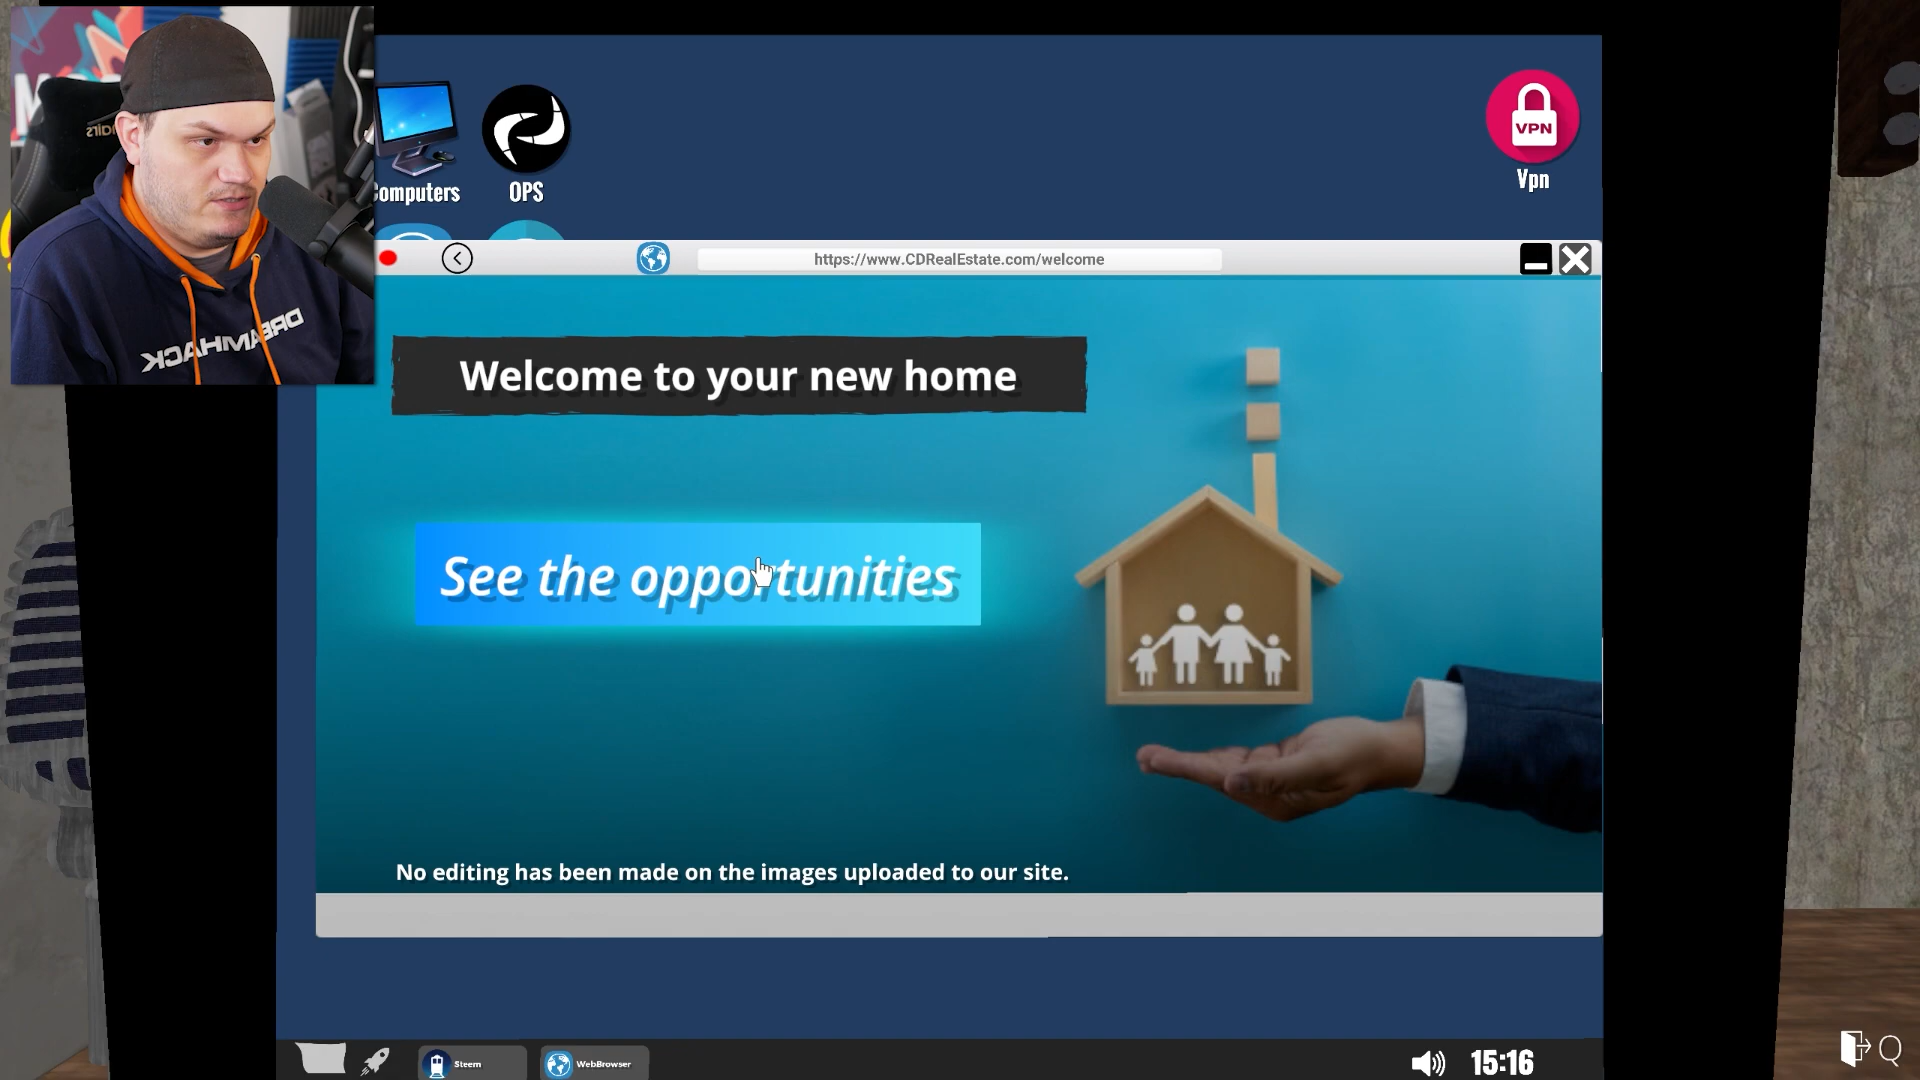 Computers
OPS
VPN
Vpn
https://www.CDRealEstate.com/welcome
Welcome to your new home
See the opportunities
No editing has been made on the images uploaded to our site.
Steem
WebBrowser
15:16
Q
DREAMHACK